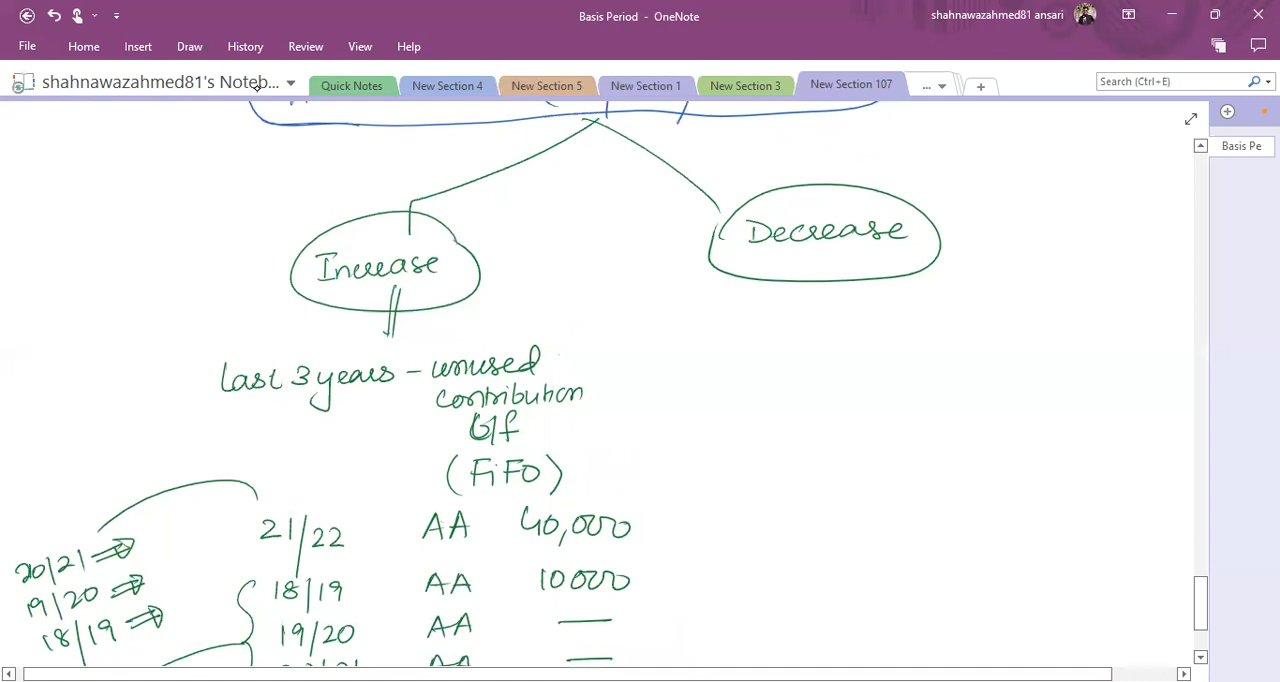 Basis Period - OneNote
shahnawazahmed81 ansari
File Home Insert Draw History Review View Help
shahnawazahmed81's Noteb...
Quick Notes New Section 4 New Section 5 New Section 1 New Section 3 New Section 107 ...
Search (Ctrl+E)
Basis Pe
Increase
Decrease
last 3 years - unused
contribution
b/f
(FiFO)
21/22 AA 40,000
20/21 ⇒
18/19 AA 10000
19/20 ⇒
19/20 AA —
18/19 ⇒
AA —